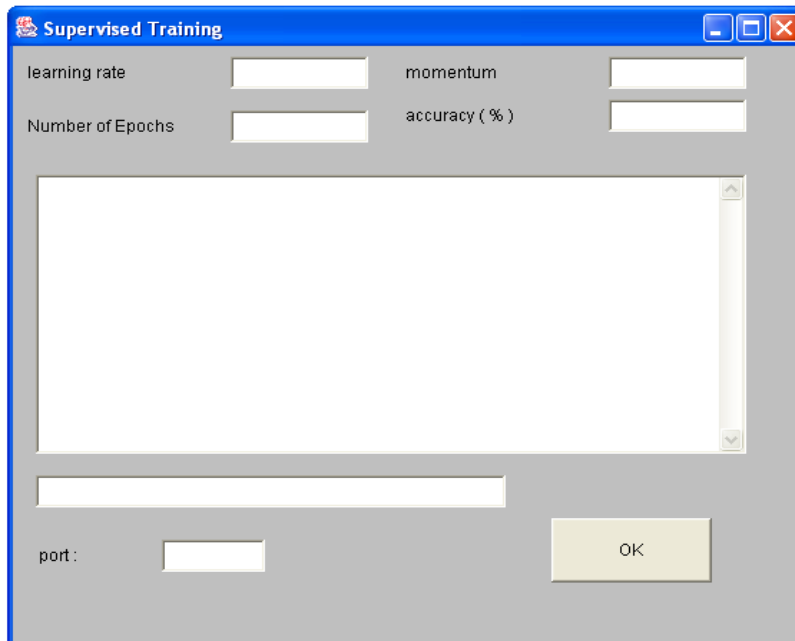 Supervised Training
learning rate
momentum
Number of Epochs
accuracy ( % )
port :
OK